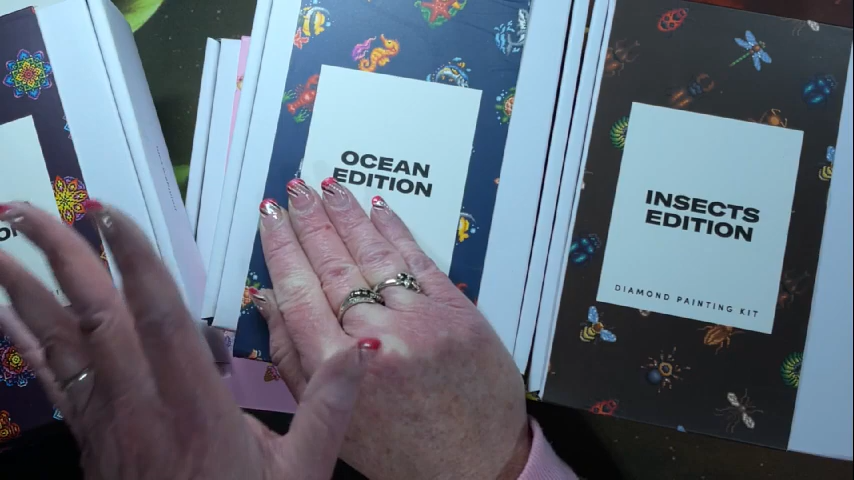 OCEAN
EDITION
INSECTS
EDITION
DIAMOND PAINTING KIT